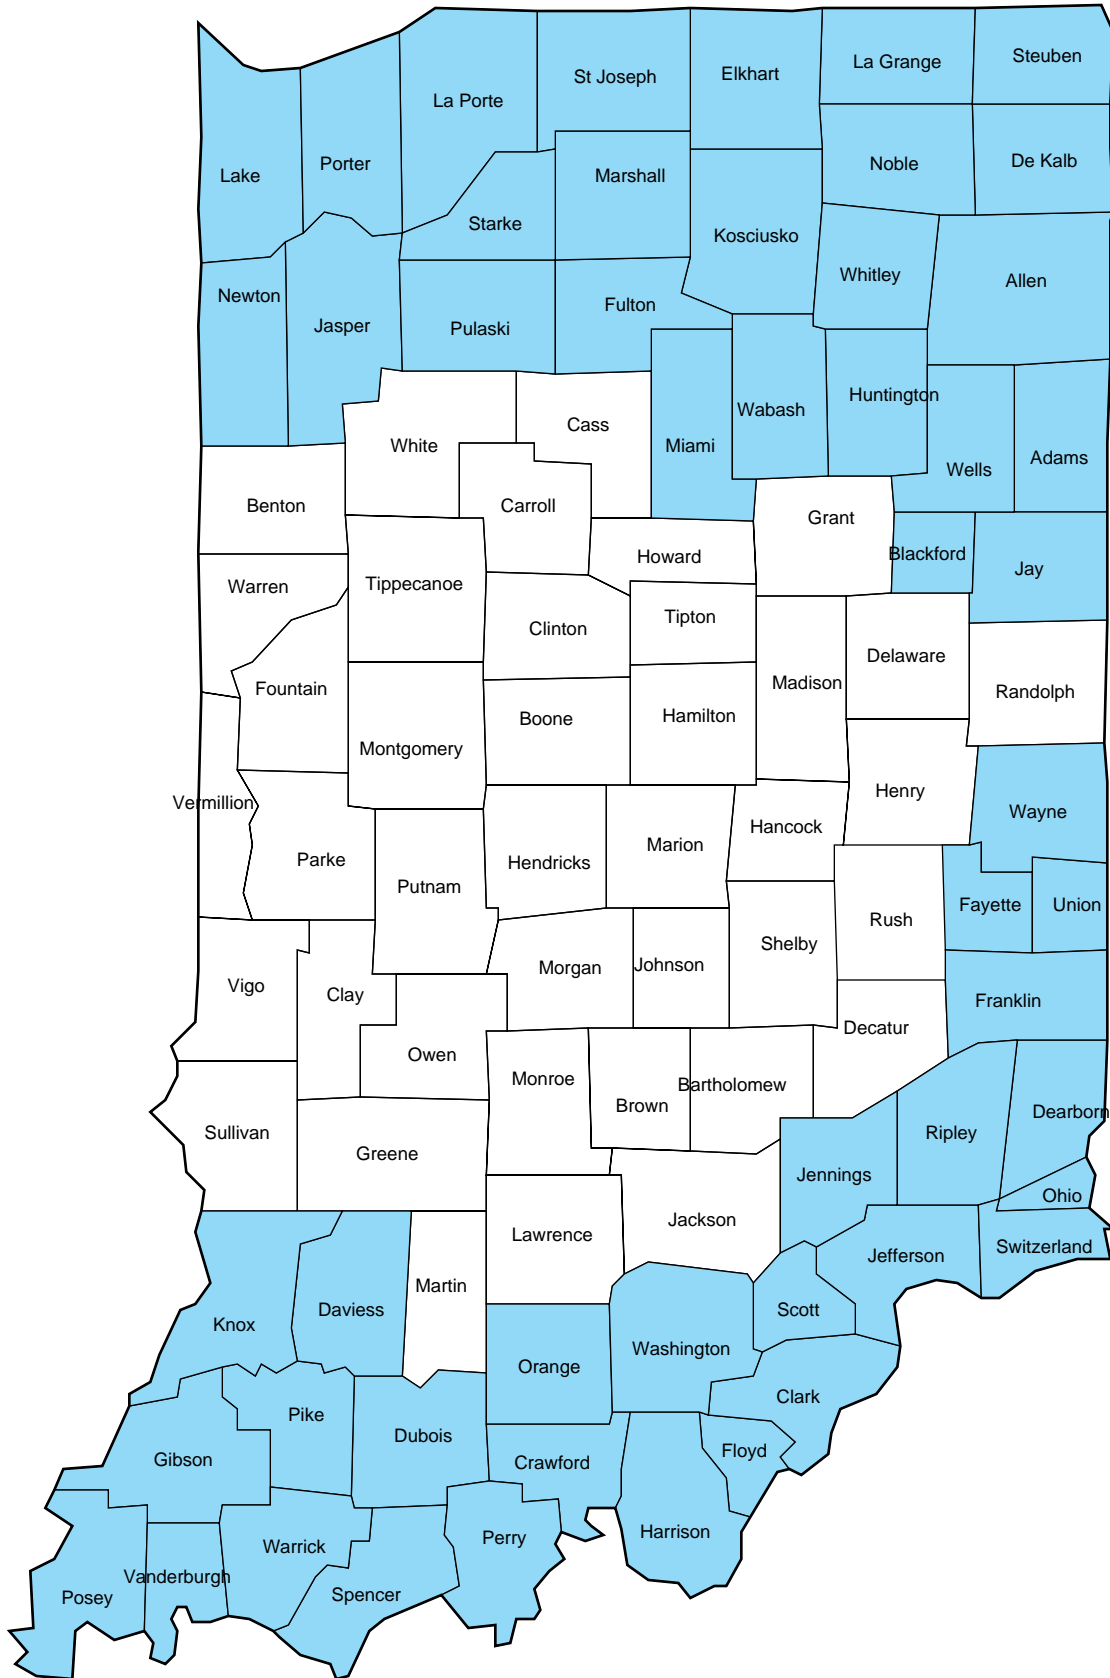 Steuben
La Grange
Elkhart
St Joseph
La Porte
Porter
Lake
Marshall
Noble
De Kalb
Starke
Kosciusko
Whitley
Allen
Newton
Fulton
Jasper
Pulaski
Huntington
Wabash
Cass
White
Miami
Adams
Wells
Benton
Carroll
Grant
Howard
Blackford
Jay
Warren
Tippecanoe
Tipton
Clinton
Delaware
Fountain
Madison
Randolph
Boone
Hamilton
Montgomery
Henry
Vermillion
Wayne
Hancock
Marion
Parke
Hendricks
Putnam
Fayette
Union
Rush
Shelby
Johnson
Morgan
Vigo
Clay
Franklin
Decatur
Owen
Monroe
Bartholomew
Brown
Dearborn
Sullivan
Ripley
Greene
Jennings
Ohio
Jackson
Lawrence
Switzerland
Jefferson
Martin
Daviess
Scott
Knox
Washington
Orange
Clark
Pike
Dubois
Floyd
Gibson
Crawford
Harrison
Perry
Warrick
Vanderburgh
Spencer
Posey